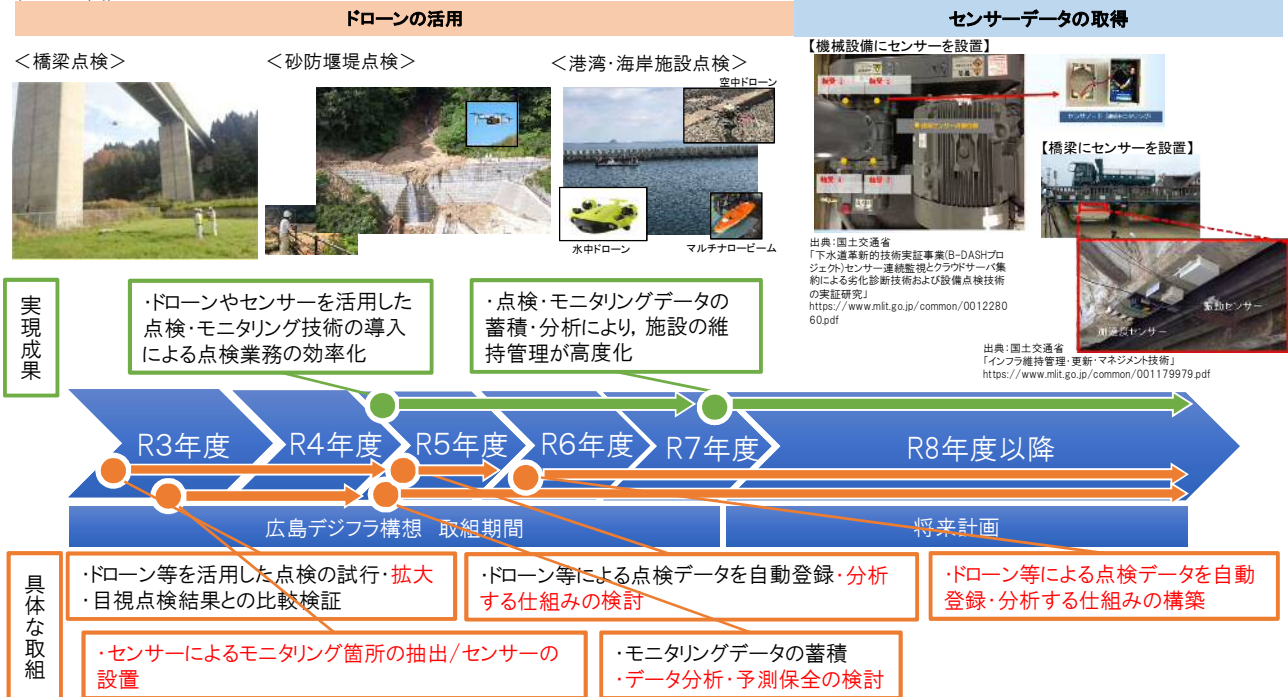 ドローンの活用
センサーデータの取得
＜橋梁点検＞
＜砂防堰堤点検＞
＜港湾・海岸施設点検＞
空中ドローン
水中ドローン
マルチナロービーム
【機械設備にセンサーを設置】
【橋梁にセンサーを設置】
振動センサー
出典：国土交通省
「下水道革新的技術実証事業(B-DASHプロ
ジェクト)センサー連続監視とクラウドサーバ集
約による劣化診断技術および設備点検技術
の実証研究」
https://www.mlit.go.jp/common/0012280
60.pdf
出典：国土交通省
「インフラ維持管理・更新・マネジメント技術」
https://www.mlit.go.jp/common/001179979.pdf
実現成果
・ドローンやセンサーを活用した
点検・モニタリング技術の導入
による点検業務の効率化
・点検・モニタリングデータの
蓄積・分析により，施設の維
持管理が高度化
R3年度
R4年度
R5年度
R6年度
R7年度
R8年度以降
広島デジフラ構想 取組期間
将来計画
具体な取組
・ドローン等を活用した点検の試行・拡大
・目視点検結果との比較検証
・ドローン等による点検データを自動登録・分析
する仕組みの検討
・ドローン等による点検データを自動
登録・分析する仕組みの構築
・センサーによるモニタリング箇所の抽出/センサーの
設置
・モニタリングデータの蓄積
・データ分析・予測保全の検討